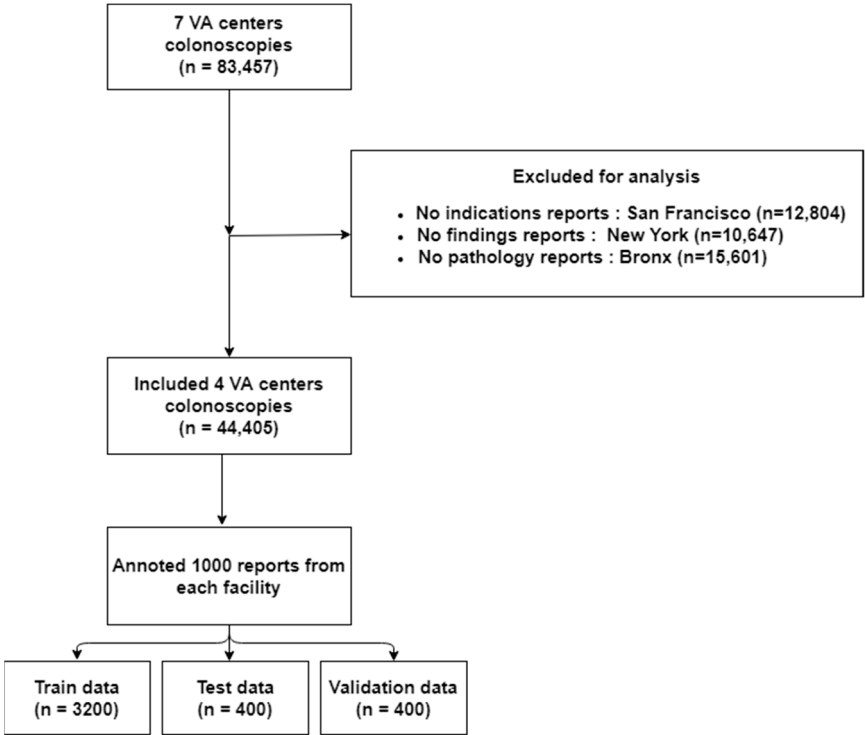 7 VA centers
colonoscopies
(n = 83,457)
Excluded for analysis
• No indications reports : San Francisco (n=12,804)
• No findings reports : New York (n=10,647)
• No pathology reports : Bronx (n=15,601)
Included 4 VA centers
colonoscopies
(n = 44,405)
Annoted 1000 reports from
each facility
Train data
(n = 3200)
Test data
(n = 400)
Validation data
(n = 400)